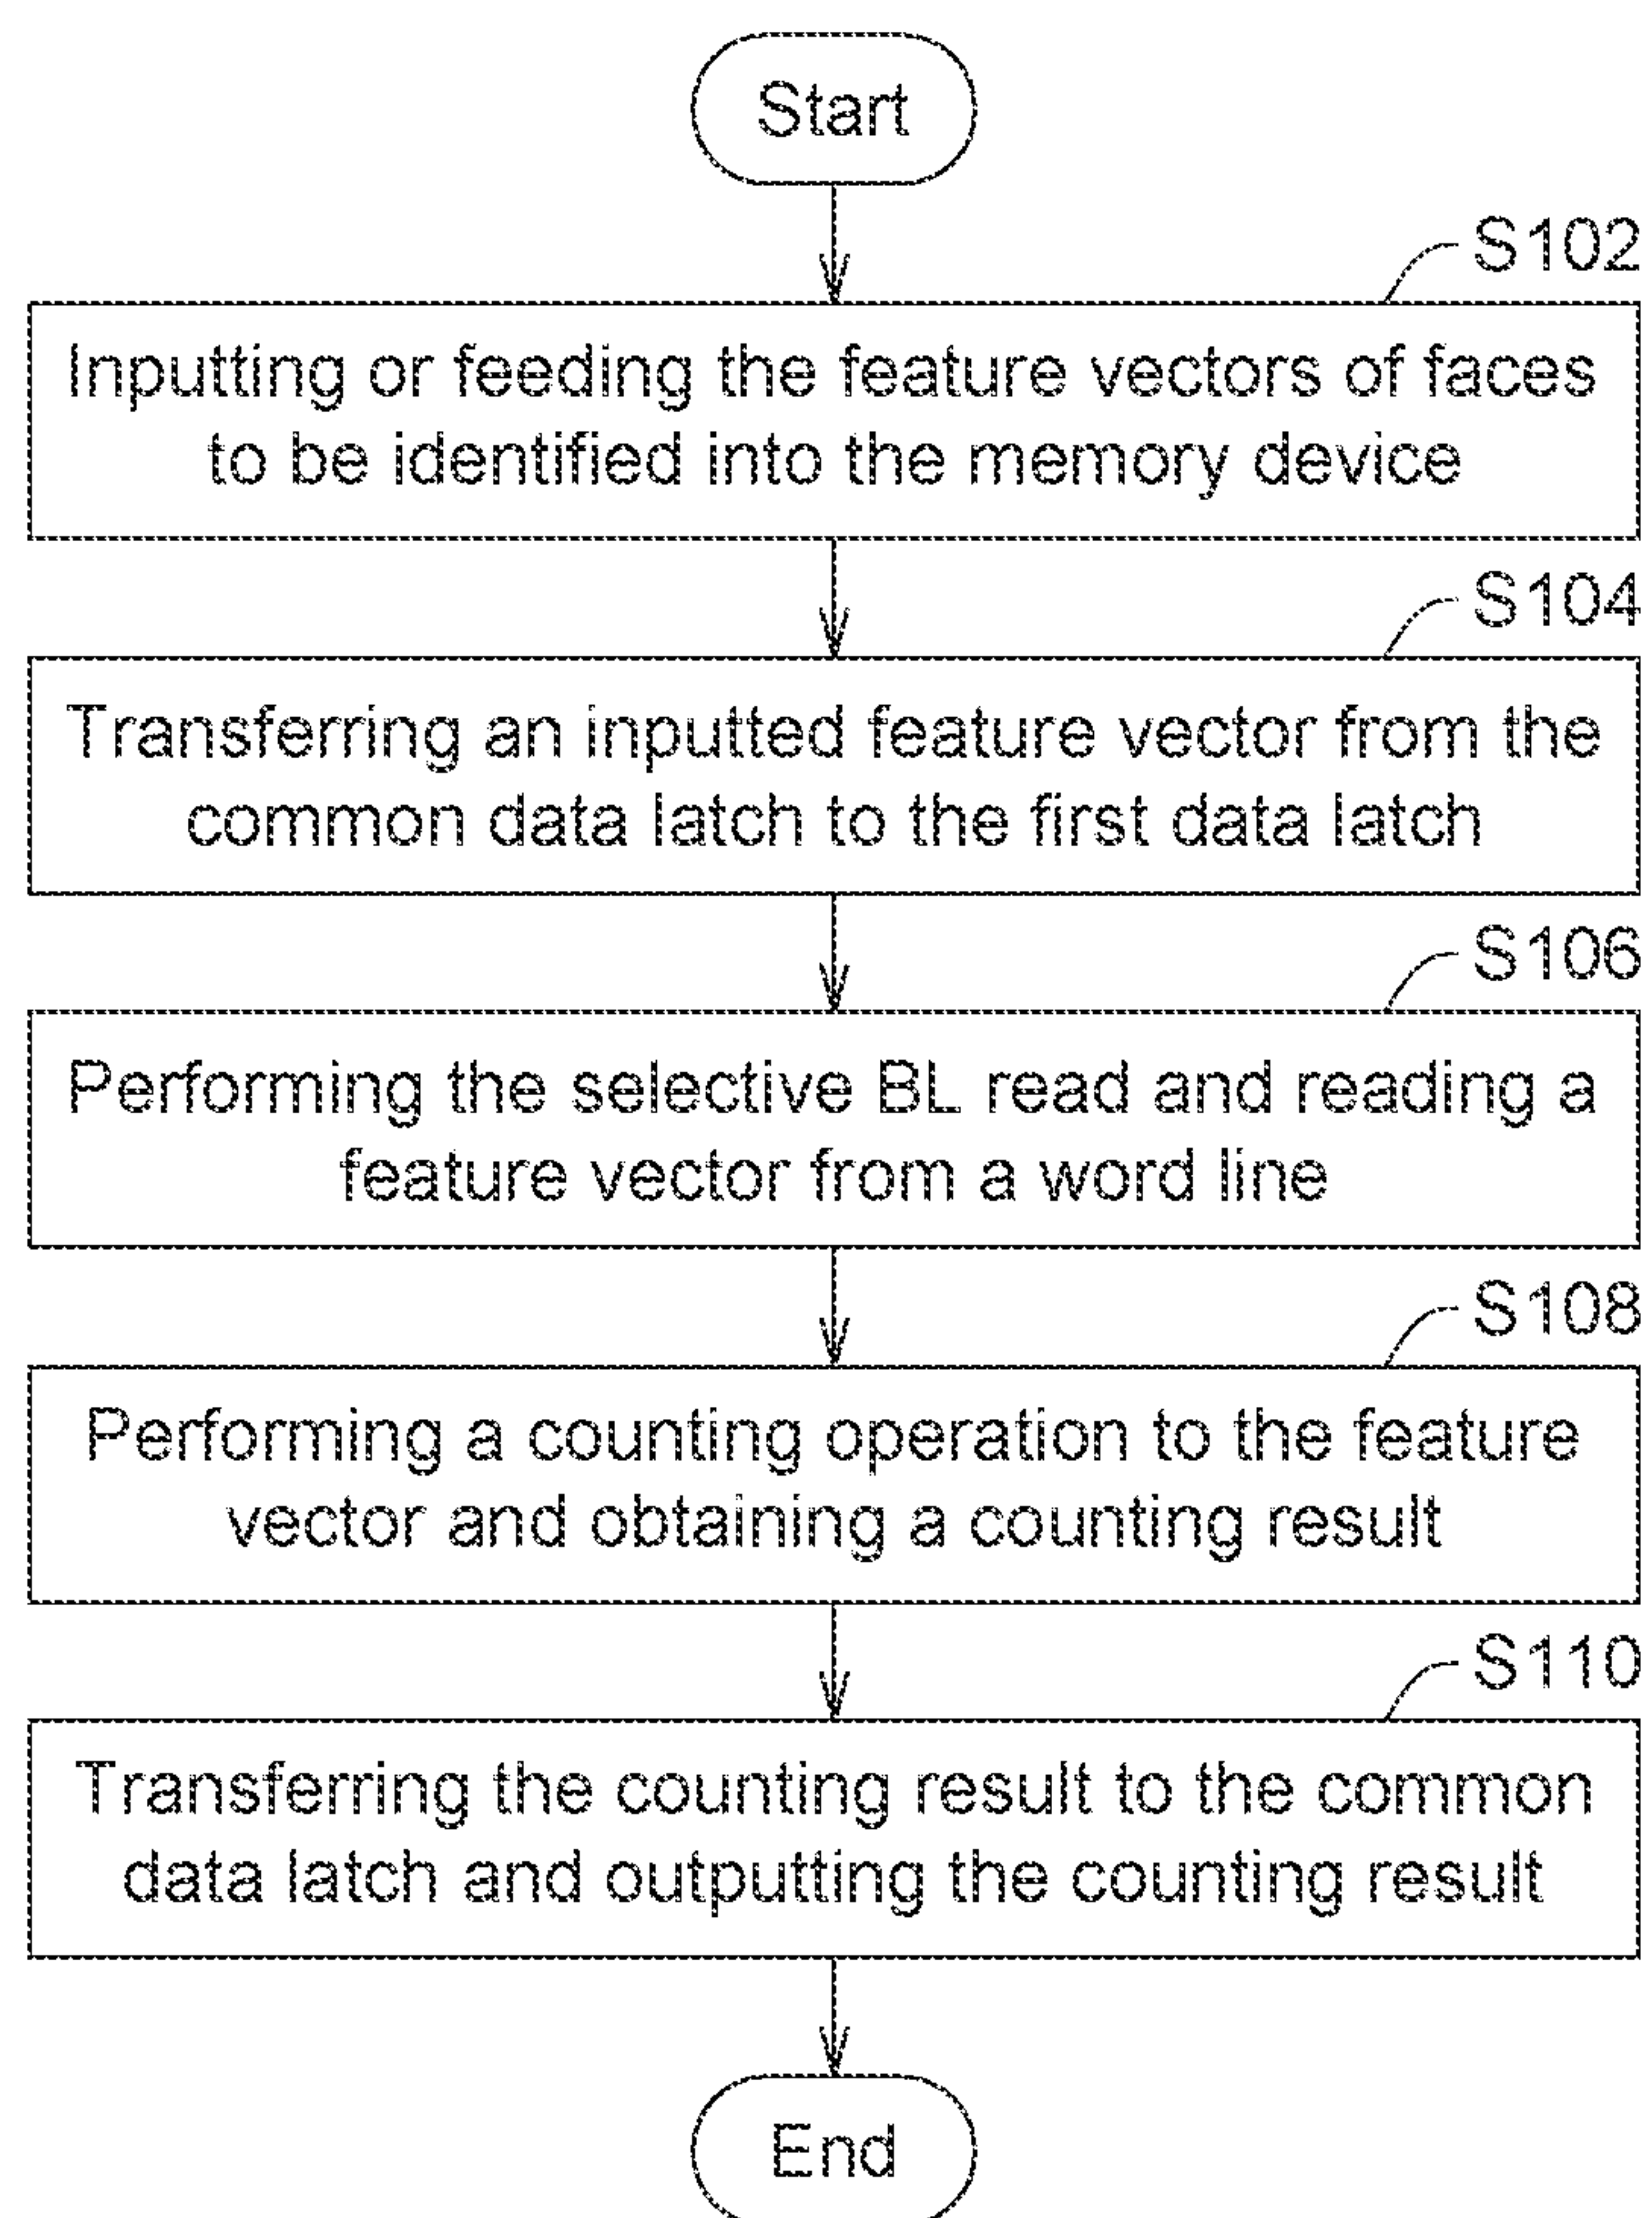 Start
S102
Inputting or feeding the feature vectors of faces
to be identified into the memory device
S104
Transferring an inputted feature vector from the
common data latch to the first data latch
S106
Performing the selective BL read and reading a
feature vector from a word line
S108
Performing a counting operation to the feature
vector and obtaining a counting result
S110
Transferring the counting result to the common
data latch and outputting the counting result
End